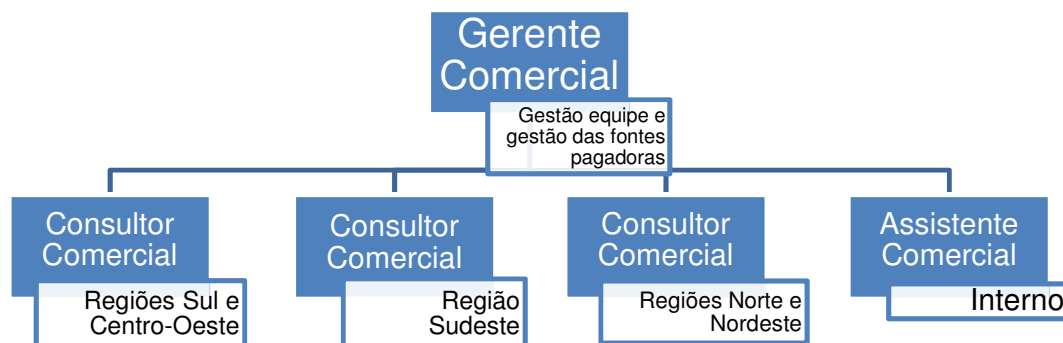 Gerente
Comercial
Gestão equipe e
gestão das fontes
pagadoras
Consultor
Comercial
Regiões Sul e
Centro-Oeste
Consultor
Comercial
Região
Sudeste
Consultor
Comercial
Regiões Norte e
Nordeste
Assistente
Comercial
Interno